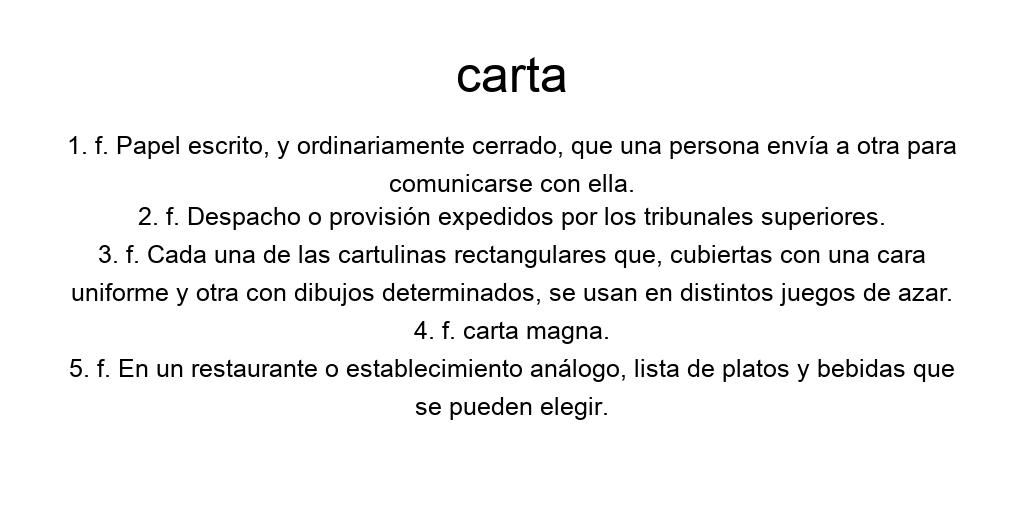 carta
1. f. Papel escrito, y ordinariamente cerrado, que una persona envía a otra para
comunicarse con ella.
2. f. Despacho o provisión expedidos por los tribunales superiores.
3. f. Cada una de las cartulinas rectangulares que, cubiertas con una cara
uniforme y otra con dibujos determinados, se usan en distintos juegos de azar.
4. f. carta magna.
5. f. En un restaurante o establecimiento análogo, lista de platos y bebidas que
se pueden elegir.